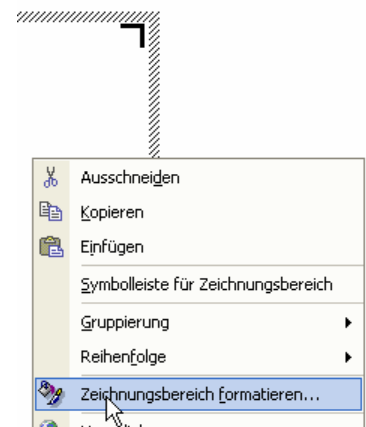 Ausschneiden
Kopieren
Einfügen
Symbolleiste für Zeichnungsbereich
Gruppierung
Reihenfolge
Zeichnungsbereich formatieren...